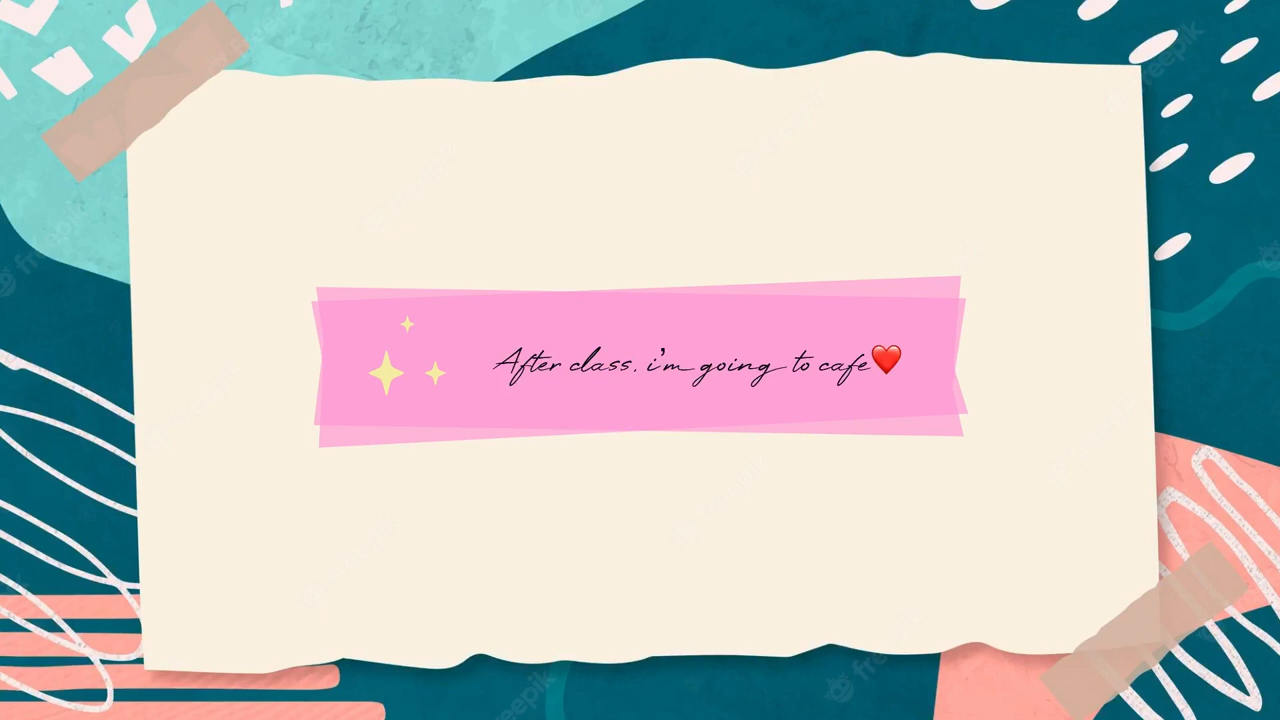 After class, i'm going to cafe❤️